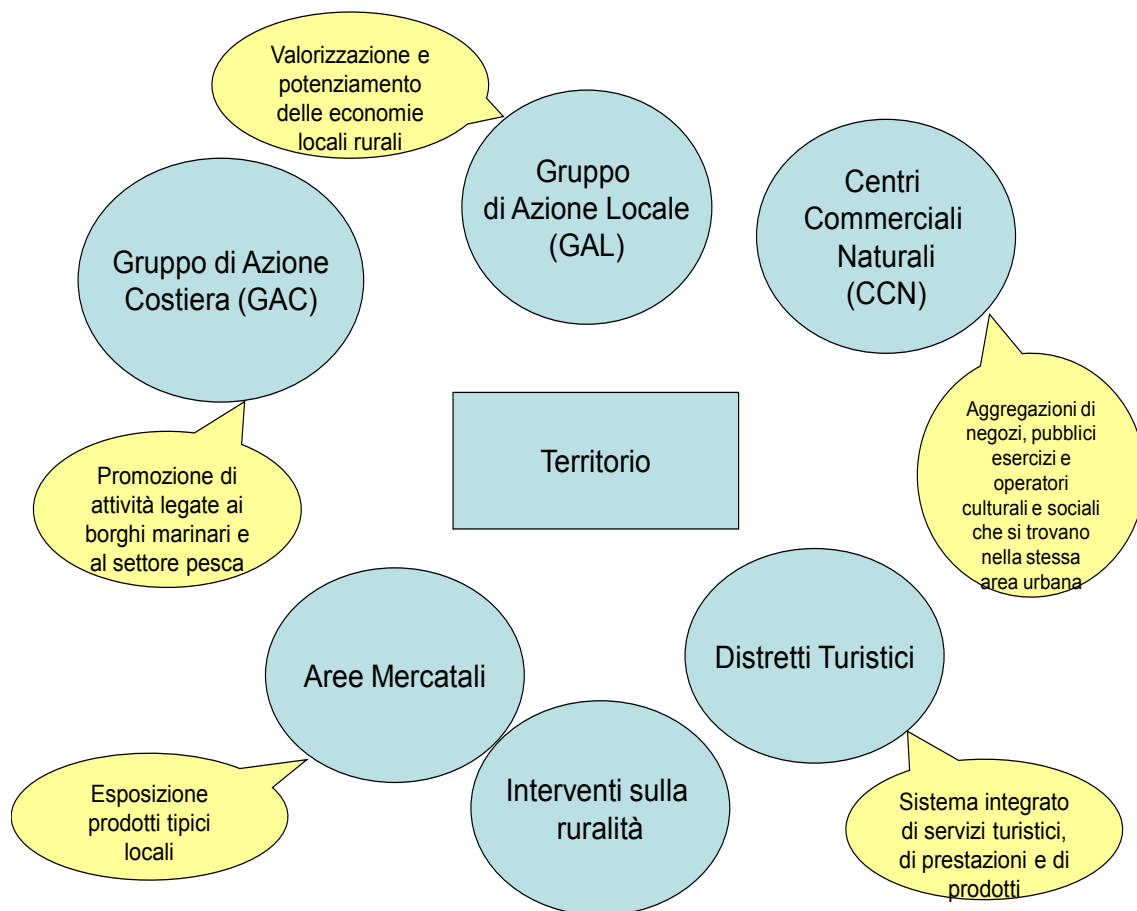 Valorizzazione e
potenziamento
delle economie
locali rurali
Gruppo
di Azione Locale
(GAL)
Centri
Commerciali
Naturali
(CCN)
Gruppo di Azione
Costiera (GAC)
Aggregazioni di
negozi, pubblici
esercizi e
operatori
culturali e sociali
che si trovano
nella stessa
area urbana
Territorio
Promozione di
attività legate ai
borghi marinari e
al settore pesca
Aree Mercatali
Distretti Turistici
Esposizione
prodotti tipici
locali
Interventi sulla
ruralità
Sistema integrato
di servizi turistici,
di prestazioni e di
prodotti